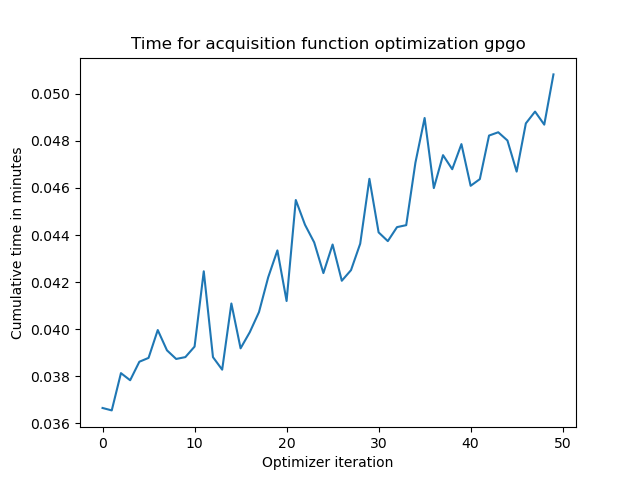 Time for acquisition function optimization gpgo
0.050
0.048
0.046
0.044
0.042
0.040
0.038
0.036
Cumulative time in minutes
0 10 20 30 40 50
Optimizer iteration